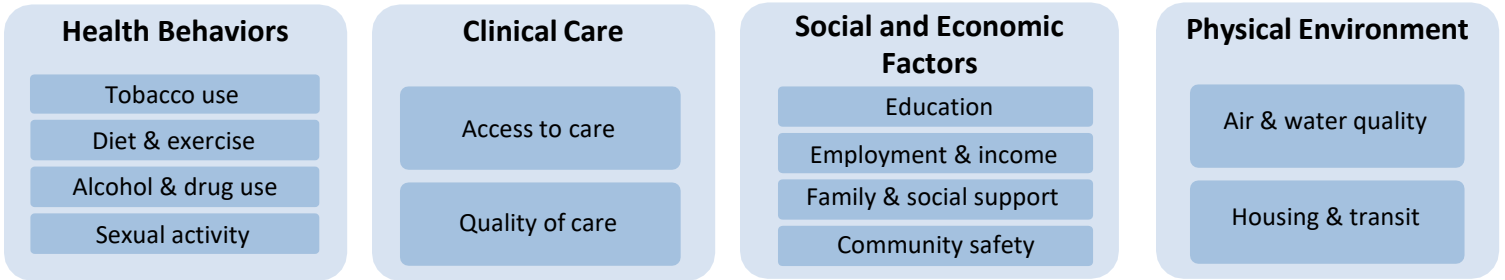 Health Behaviors
Tobacco use
Diet & exercise
Alcohol & drug use
Sexual activity
Clinical Care
Access to care
Quality of care
Social and Economic
Factors
Education
Employment & income
Family & social support
Community safety
Physical Environment
Air & water quality
Housing & transit